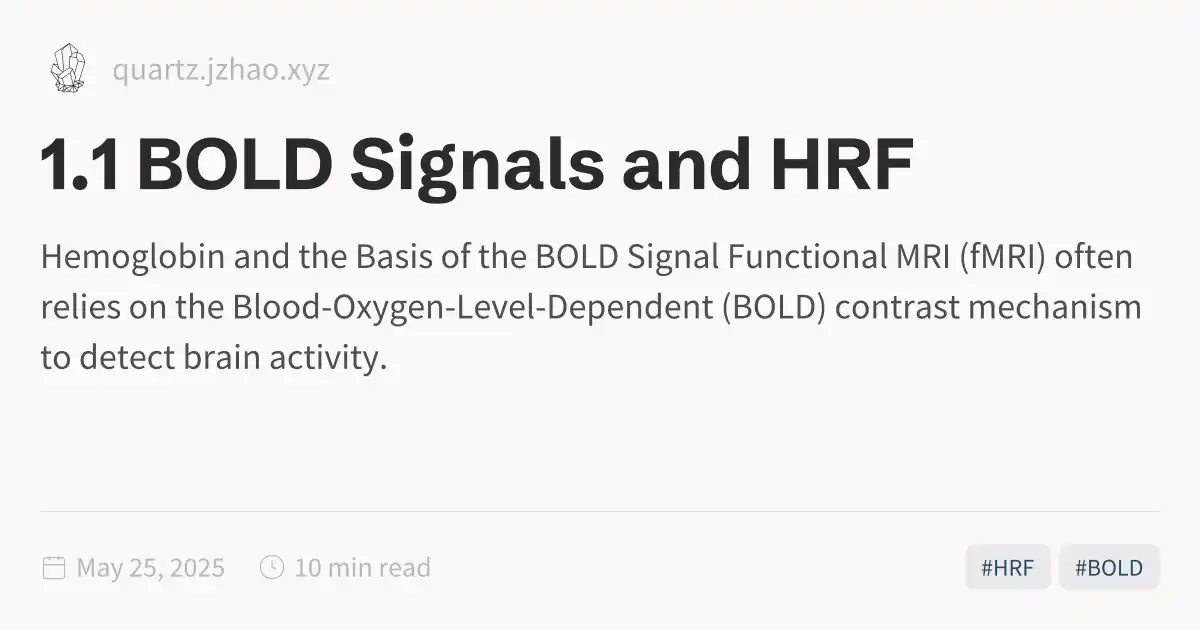 quartz.jzhao.xyz
1.1 BOLD Signals and HRF
Hemoglobin and the Basis of the BOLD Signal Functional MRI (fMRI) often
relies on the Blood-Oxygen-Level-Dependent (BOLD) contrast mechanism
to detect brain activity.
May 25, 2025 10 min read #HRF #BOLD